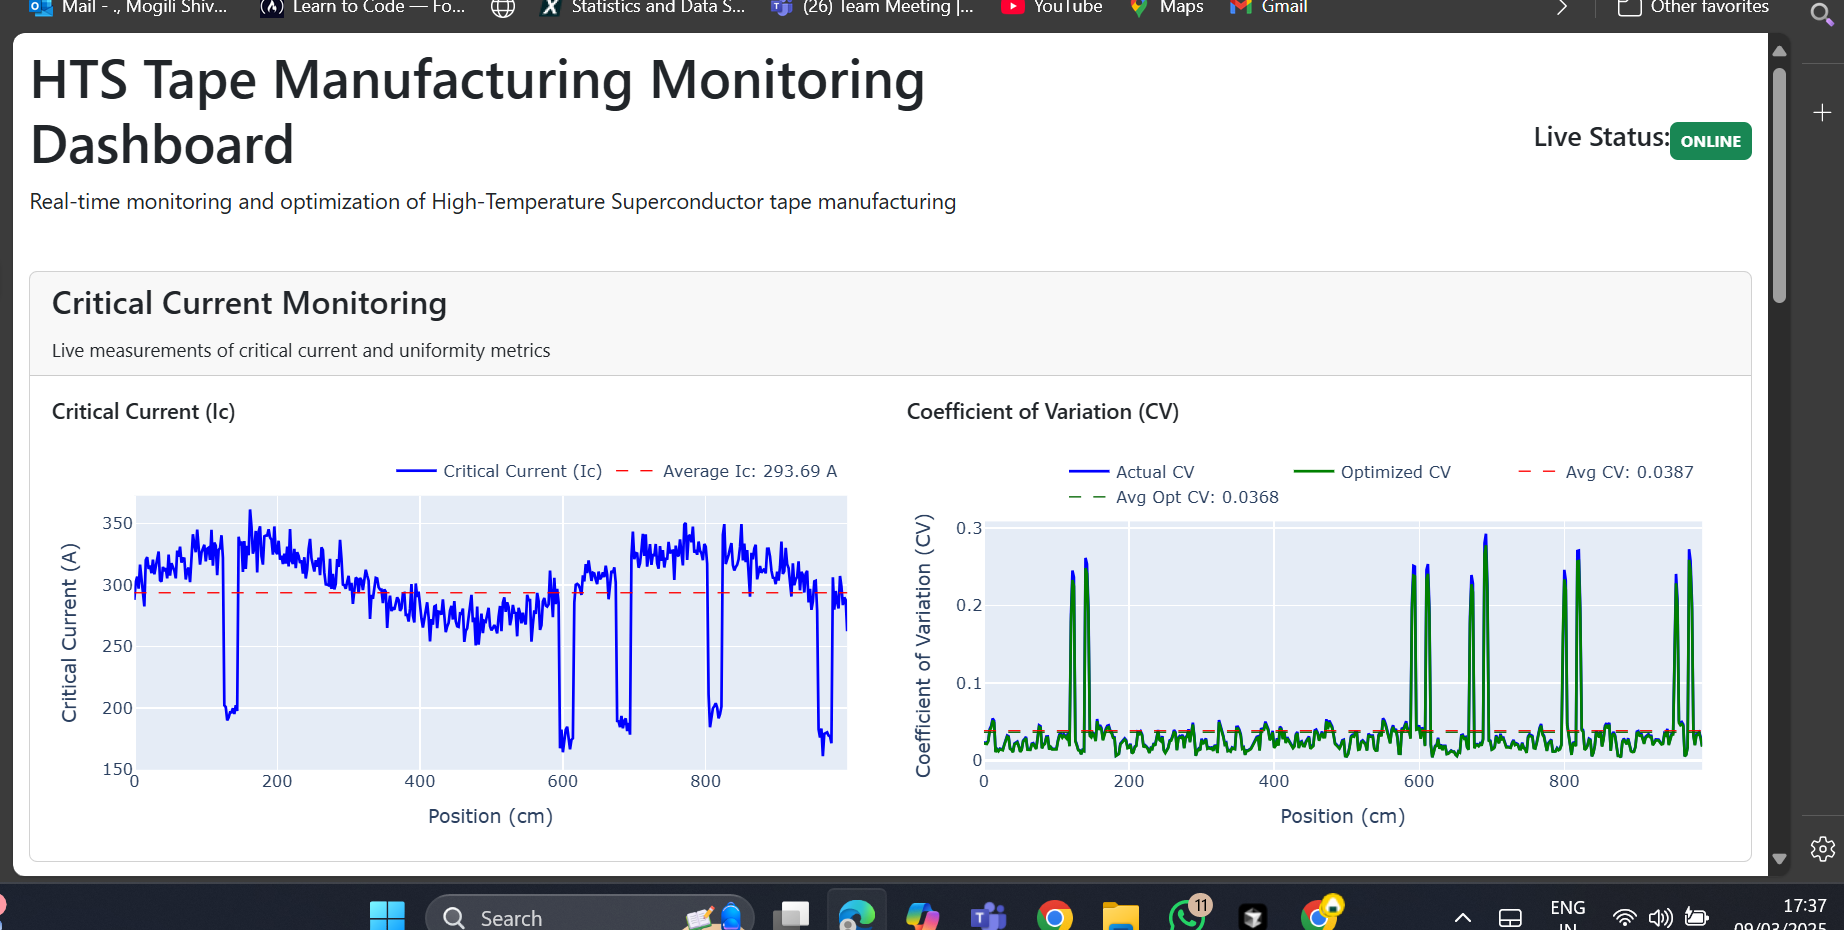 Mail - ., Mogili Shiv...
Learn to Code — Fo...
Statistics and Data S...
(26) Team Meeting |...
YouTube
Maps
Gmail
Other favorites
HTS Tape Manufacturing Monitoring
Dashboard
Live Status: ONLINE
Real-time monitoring and optimization of High-Temperature Superconductor tape manufacturing
Critical Current Monitoring
Live measurements of critical current and uniformity metrics
Critical Current (Ic)
Critical Current (Ic)
Average Ic: 293.69 A
350
300
250
200
150
Critical Current (A)
0
200
400
600
800
Position (cm)
Coefficient of Variation (CV)
Actual CV
Optimized CV
Avg CV: 0.0387
Avg Opt CV: 0.0368
0.3
0.2
0.1
0
Coefficient of Variation (CV)
0
200
400
600
800
Position (cm)
Search
11
ENG
IN
17:37
09/03/2025